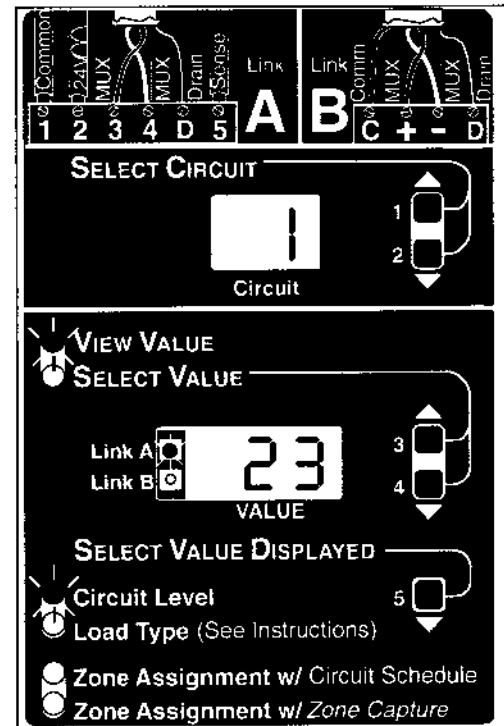 Common
24V
MUX
MUX
Drain
Sense
Link
A
1 2 3 4 D 5
Link
B
Comm
MUX
MUX
Drain
C + - D
SELECT CIRCUIT
1
1
2
Circuit
VIEW VALUE
SELECT VALUE
Link A
Link B
23
3
4
VALUE
SELECT VALUE DISPLAYED
Circuit Level
5
Load Type (See Instructions)
Zone Assignment w/ Circuit Schedule
Zone Assignment w/ Zone Capture